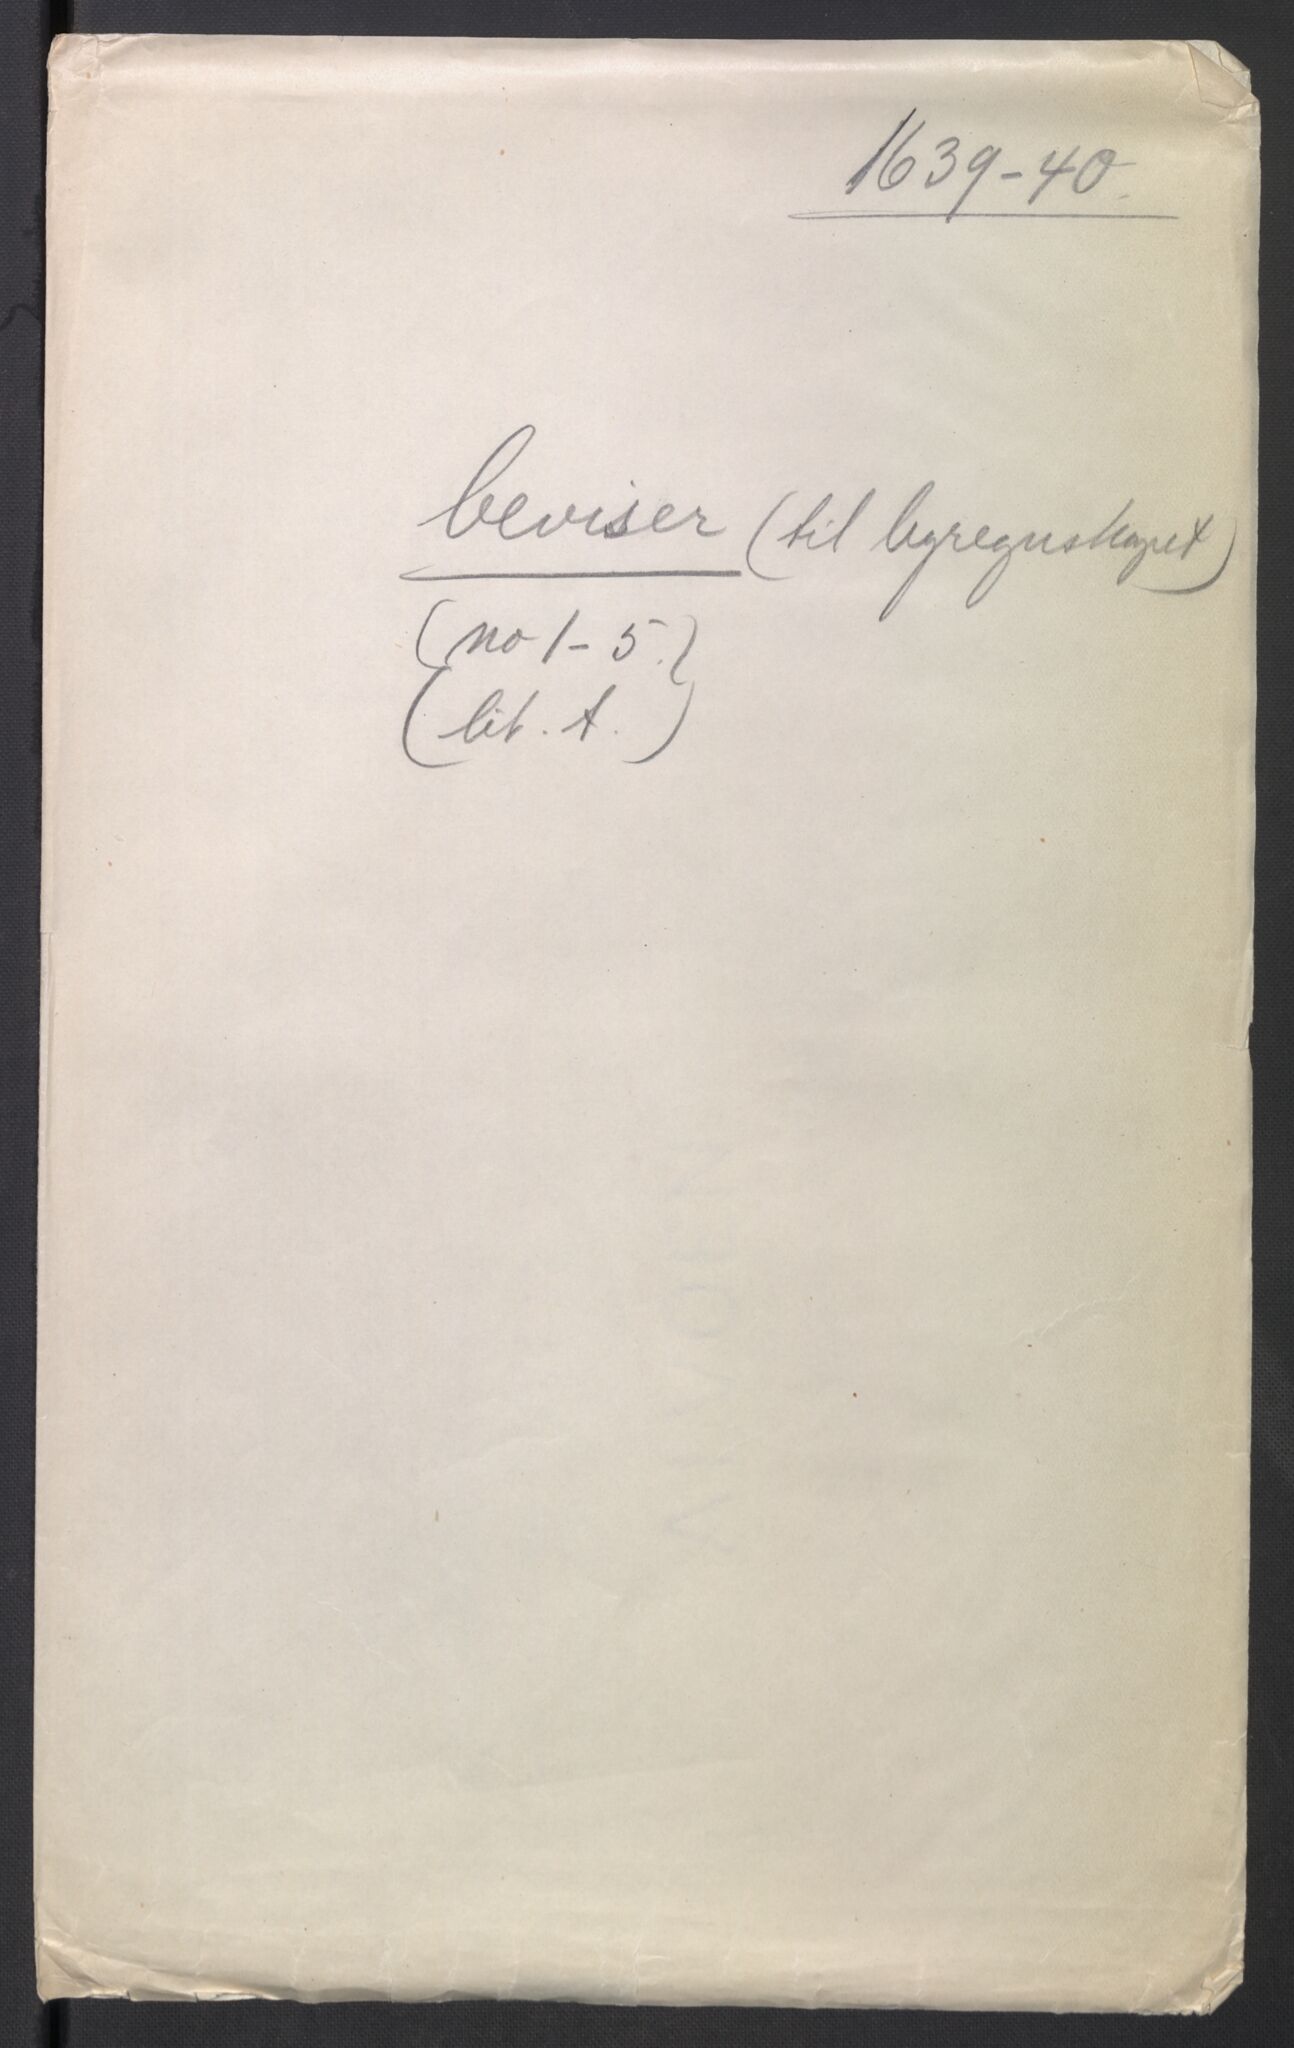 1639-40.
beviser (til byregnskapet)
(no 1-5.)
(lit. A.)